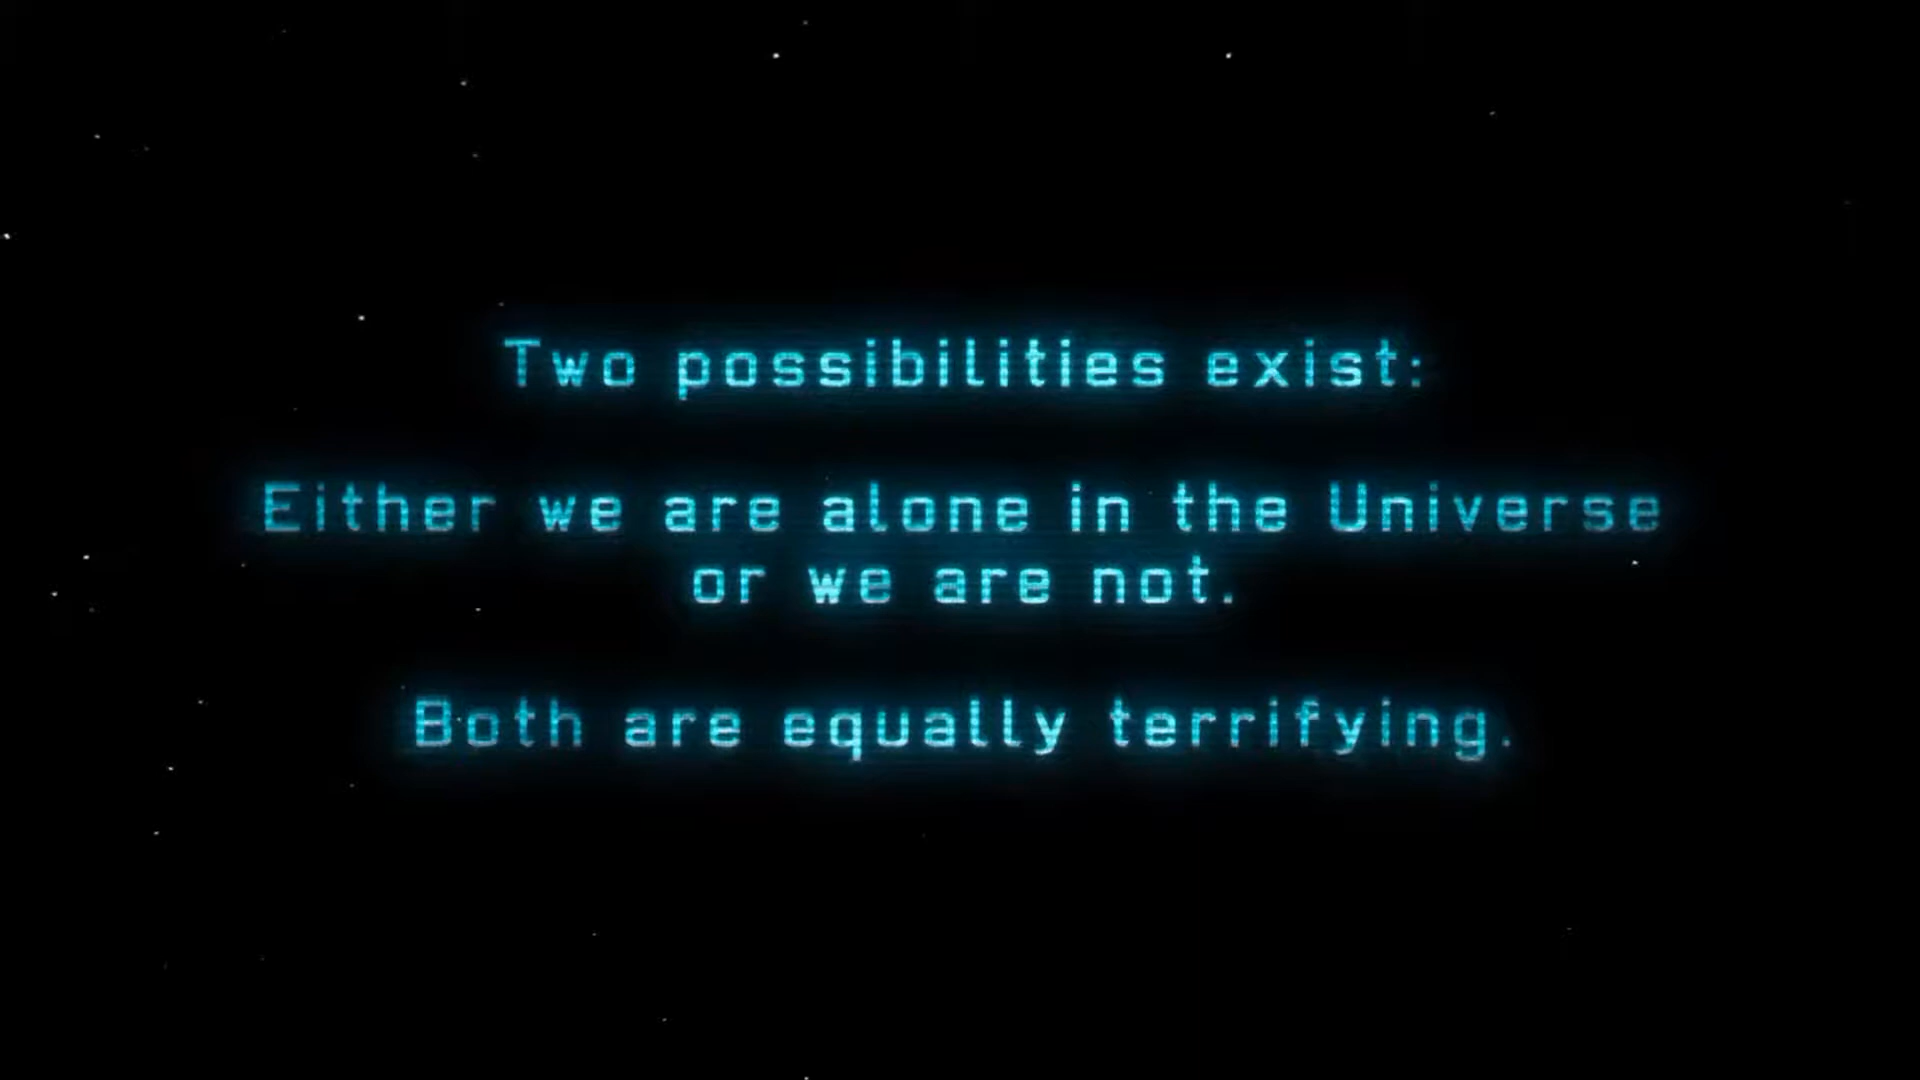 Two possibilities exist:
Either we are alone in the Universe
or we are not.
Both are equally terrifying.